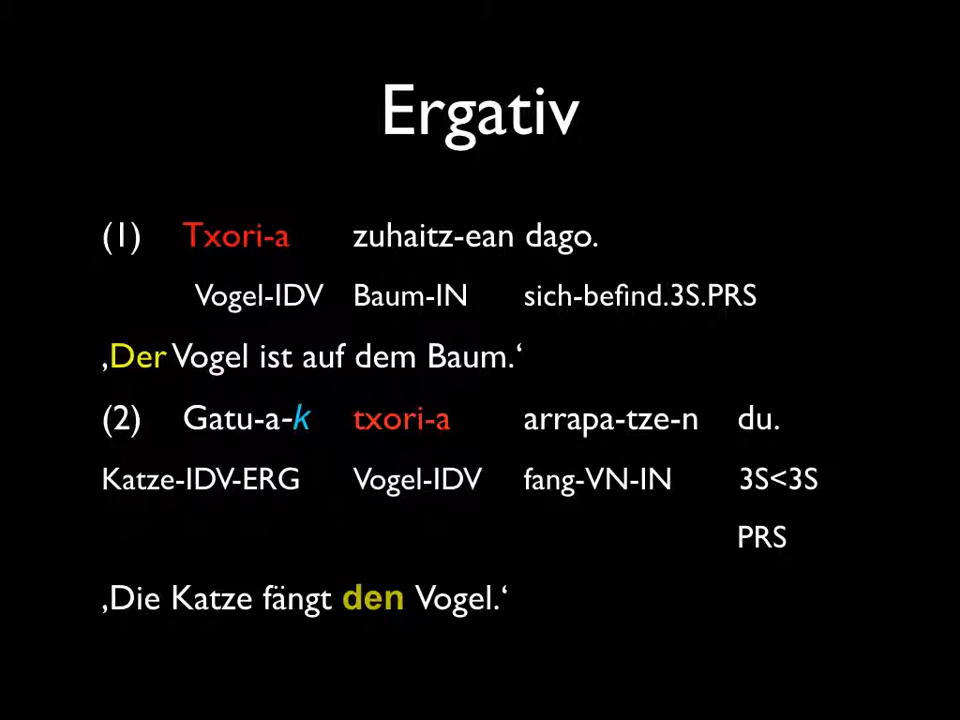 Ergativ
(1) Txori-a zuhaitz-ean dago.
Vogel-IDV Baum-IN sich-befind.3S.PRS
‚Der Vogel ist auf dem Baum.‘
(2) Gatu-a-k txori-a arrapa-tze-n du.
Katze-IDV-ERG Vogel-IDV fang-VN-IN 3S<3S
PRS
‚Die Katze fängt den Vogel.‘